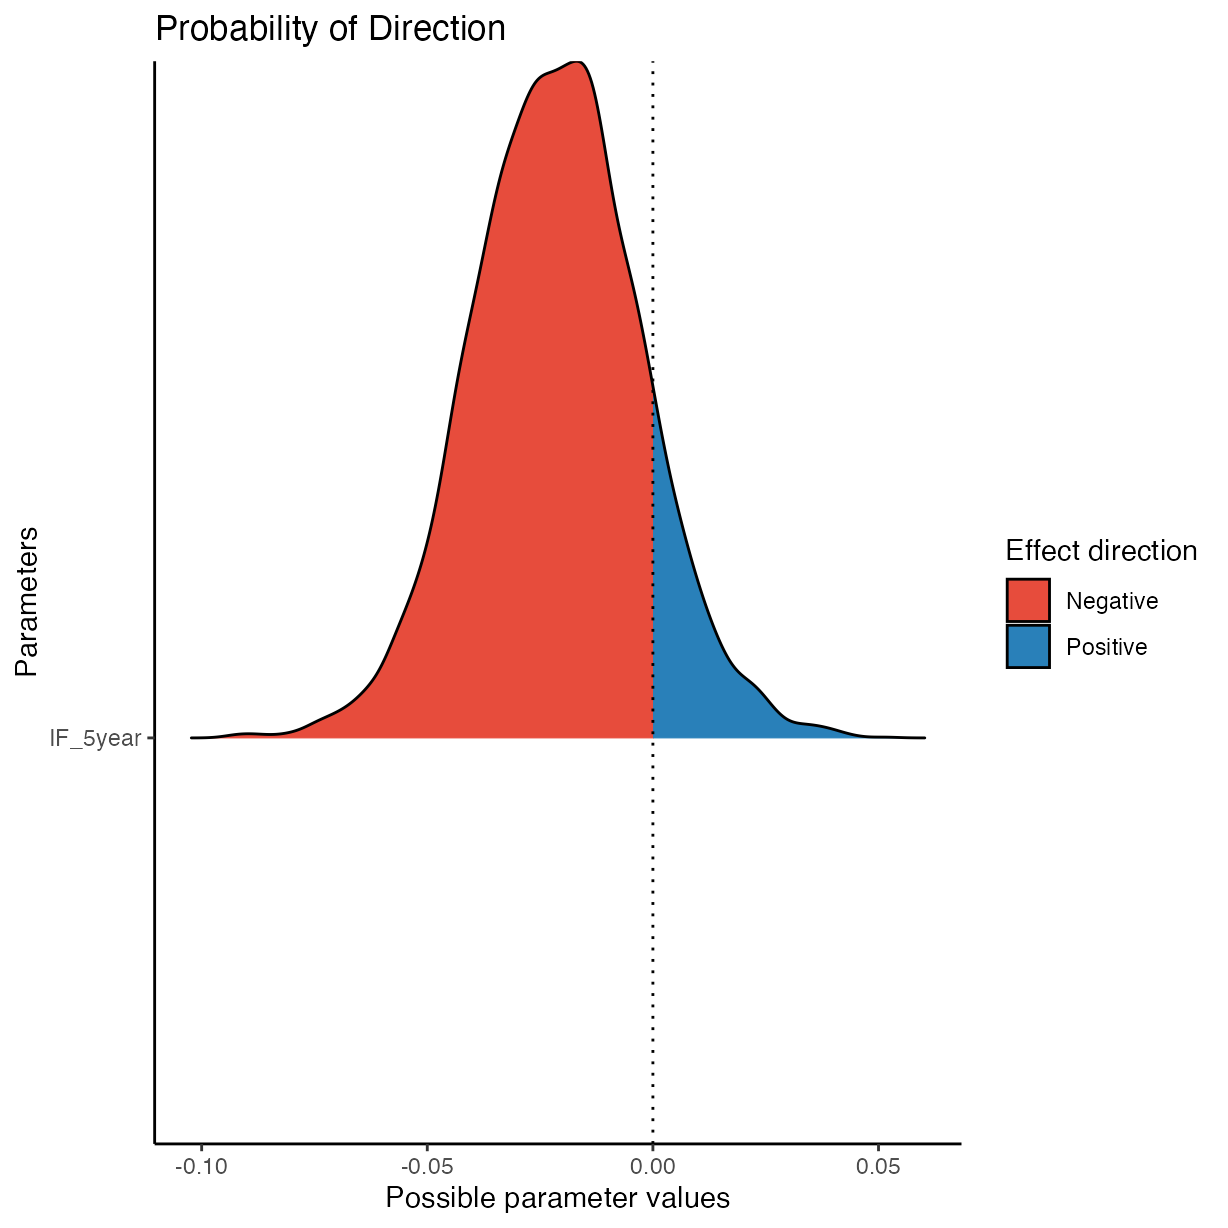 Probability of Direction
Parameters
IF_5year
-0.10
-0.05
0.00
0.05
Possible parameter values
Effect direction
Negative
Positive